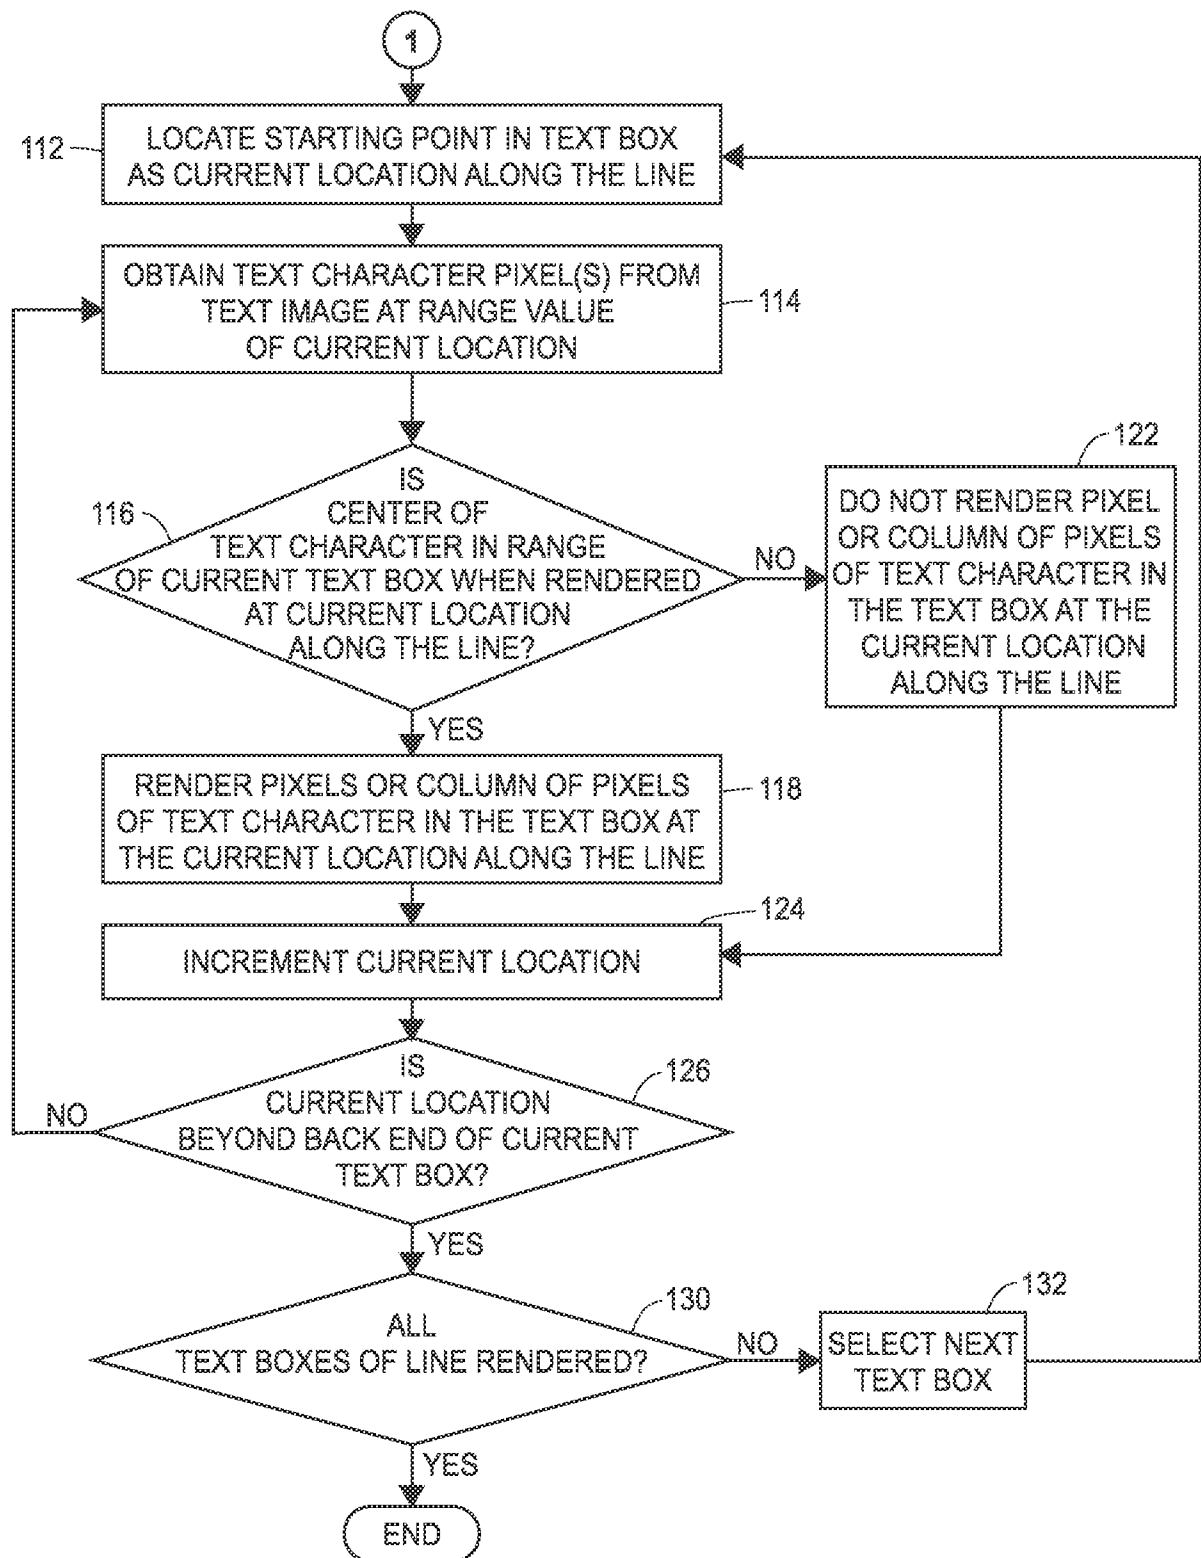 1
112
LOCATE STARTING POINT IN TEXT BOX
AS CURRENT LOCATION ALONG THE LINE
OBTAIN TEXT CHARACTER PIXEL(S) FROM
TEXT IMAGE AT RANGE VALUE
OF CURRENT LOCATION
114
116
IS
CENTER OF
TEXT CHARACTER IN RANGE
OF CURRENT TEXT BOX WHEN RENDERED
AT CURRENT LOCATION
ALONG THE LINE?
NO
122
DO NOT RENDER PIXEL
OR COLUMN OF PIXELS
OF TEXT CHARACTER IN
THE TEXT BOX AT THE
CURRENT LOCATION
ALONG THE LINE
YES
RENDER PIXELS OR COLUMN OF PIXELS
OF TEXT CHARACTER IN THE TEXT BOX AT
THE CURRENT LOCATION ALONG THE LINE
118
124
INCREMENT CURRENT LOCATION
IS
CURRENT LOCATION
BEYOND BACK END OF CURRENT
TEXT BOX?
126
NO
YES
ALL
TEXT BOXES OF LINE RENDERED?
130
NO
132
SELECT NEXT
TEXT BOX
YES
END